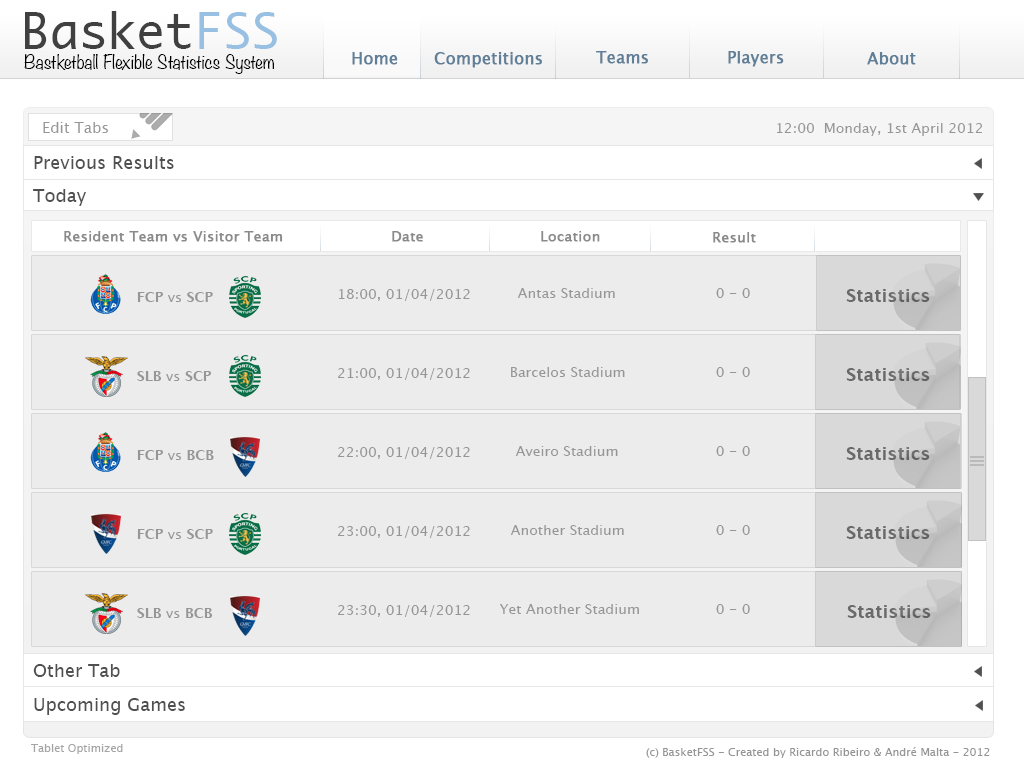 BasketFSS
Bastketball Flexible Statistics System
Home Competitions Teams Players About
Edit Tabs
12:00 Monday, 1st April 2012
Previous Results
Today
Resident Team vs Visitor Team Date Location Result
FCP vs SCP 18:00, 01/04/2012 Antas Stadium 0 - 0 Statistics
SLB vs SCP 21:00, 01/04/2012 Barcelos Stadium 0 - 0 Statistics
FCP vs BCB 22:00, 01/04/2012 Aveiro Stadium 0 - 0 Statistics
FCP vs SCP 23:00, 01/04/2012 Another Stadium 0 - 0 Statistics
SLB vs BCB 23:30, 01/04/2012 Yet Another Stadium 0 - 0 Statistics
Other Tab
Upcoming Games
Tablet Optimized
(c) BasketFSS - Created by Ricardo Ribeiro & André Malta - 2012